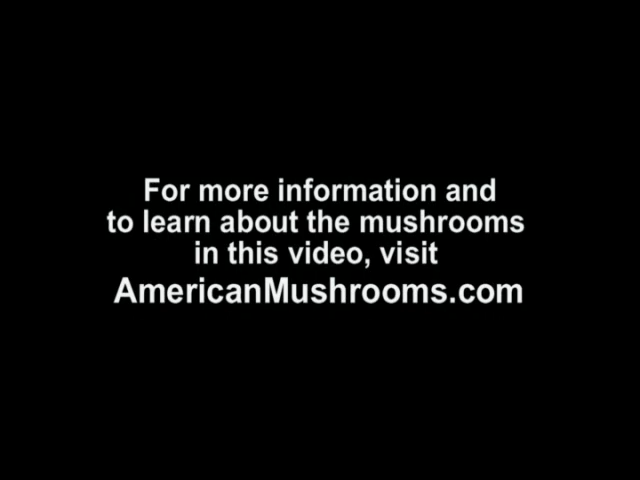 For more information and
to learn about the mushrooms
in this video, visit
AmericanMushrooms.com